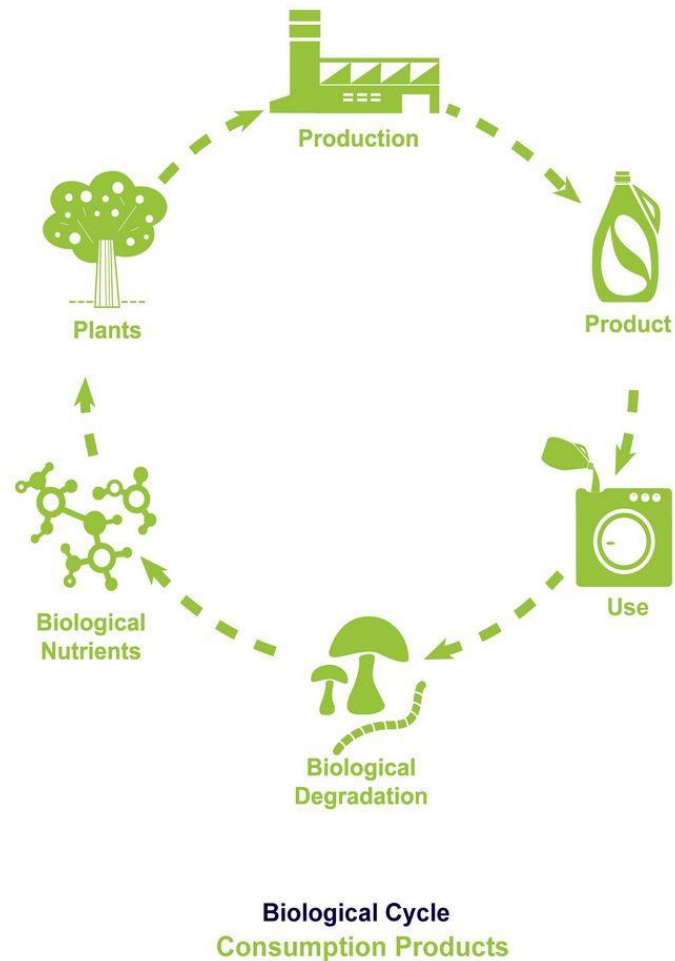 Production
Product
Plants
Use
Biological
Nutrients
Biological
Degradation
Biological Cycle
Consumption Products